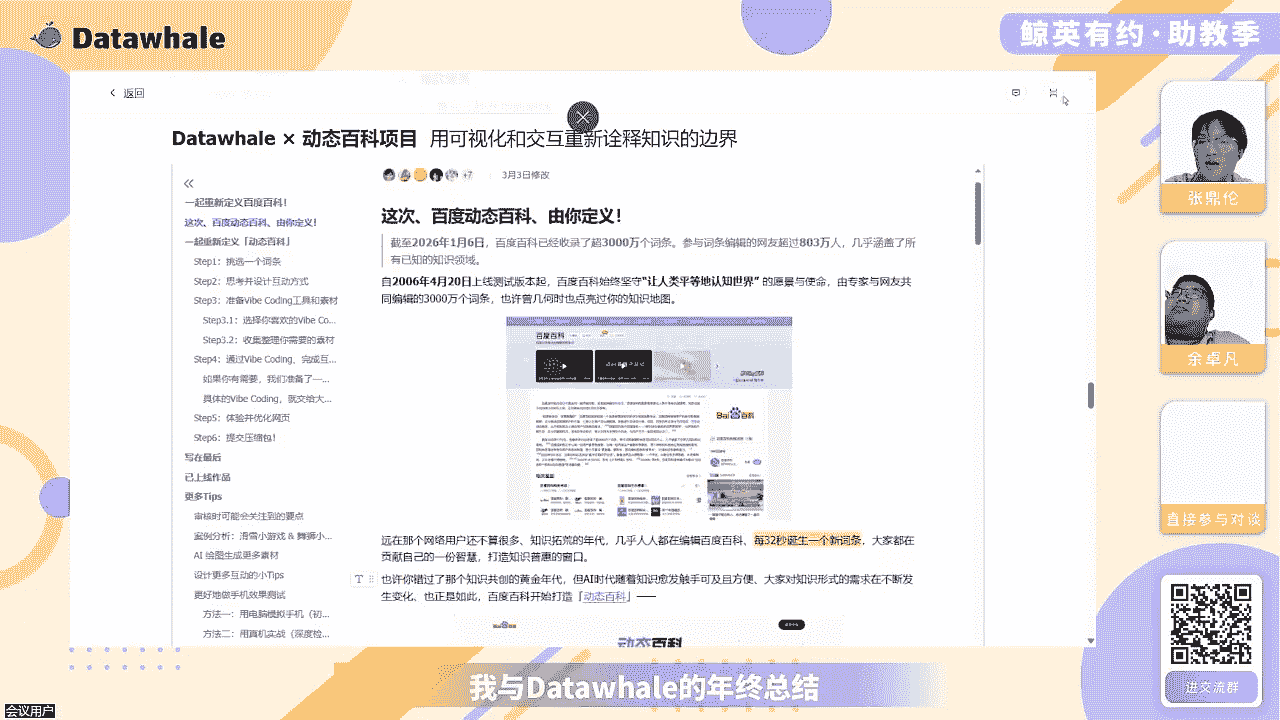 Datawhale
鲸英有约·助教季
返回
Datawhale × 动态百科项目 用可视化和交互重新诠释知识的边界
+7
3月3日修改
一起重新定义百度百科！
这次、百度动态百科、由你定义！
一起重新定义「动态百科」
Step1：挑选一个词条
Step2：思考并设计互动方式
Step3：准备Vibe Coding工具和素材
Step3.1：选择你喜欢的Vibe Co...
Step3.2：收集整理你需要的素材
Step4：通过Vibe Coding、完成互...
如果你有需要，我们准备了一...
具体的Vibe Coding，就交给大...
Step5：体验并优化网页
Step6：提交压缩包！
写在最后
已上线作品
更多Tips
审核时可能会关注到的要点
案例分析：滑雪小游戏 & 舞狮小...
AI 绘图生成更多素材
设计更多互动的小Tips
更好地做手机效果测试
方法一：用电脑模拟手机（初...
方法二：用真机实战（深度检...
这次、百度动态百科、由你定义！
截至2026年1月6日，百度百科已经收录了超3000万个词条。参与词条编辑的网友超过803万人，几乎涵盖了所
有已知的知识领域。
自2006年4月20日上线测试版本起，百度百科始终坚守“让人类平等地认知世界” 的愿景与使命，由专家与网友共
同编辑的3000万个词条，也许曾几何时也点亮过你的知识地图。
百度百科
Bai百科
远在那个网络用户还不算很多、知识拓荒的年代，几乎人人都在编辑百度百科、每32秒诞生一个新词条，大家都在
贡献自己的一份智慧，打造知识普惠的窗口。
也许你错过了那个知识共创的黄金年代，但AI时代随着知识愈发触手可及且方便、大家对知识形式的需求在不断发
生变化、也正是如此，百度百科开始打造「动态百科」——
动态百科
张鼎伦
余卓凡
直接参与对谈
进交流群
我与Datawhale的年终总结
会议用户